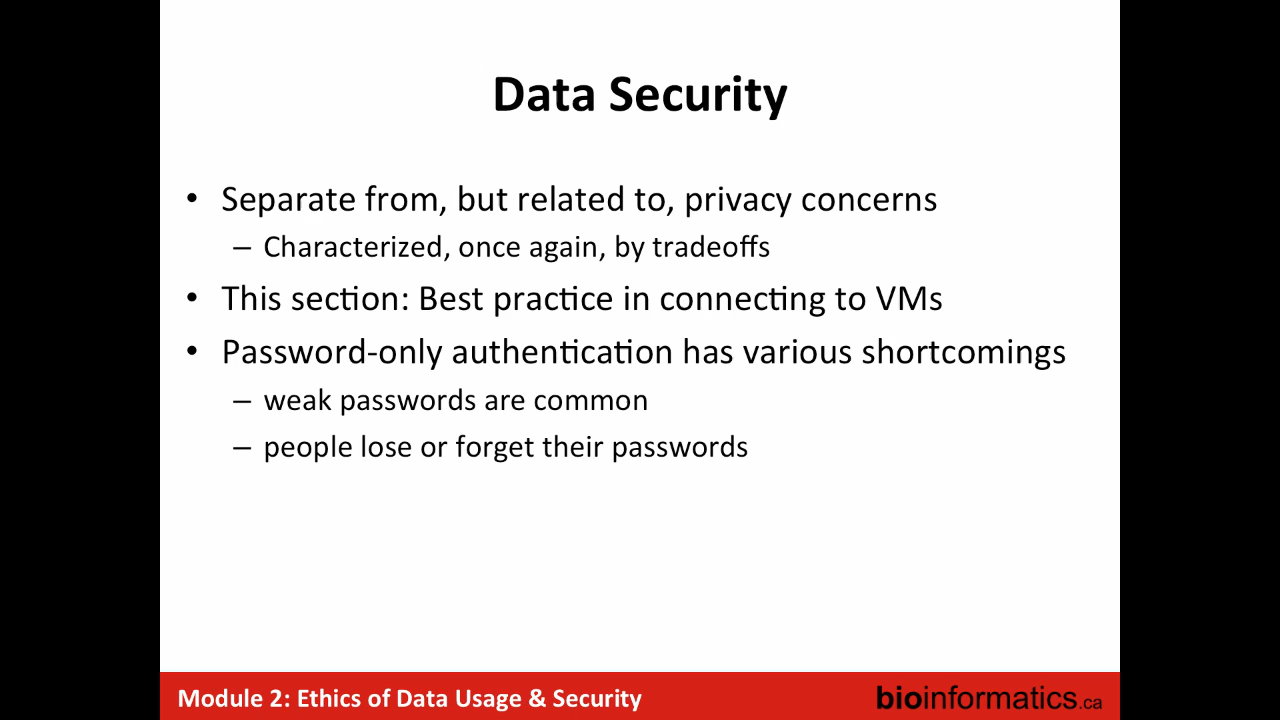 Data Security
• Separate from, but related to, privacy concerns
– Characterized, once again, by tradeoffs
• This section: Best practice in connecting to VMs
• Password-only authentication has various shortcomings
– weak passwords are common
– people lose or forget their passwords
Module 2: Ethics of Data Usage & Security
bioinformatics.ca